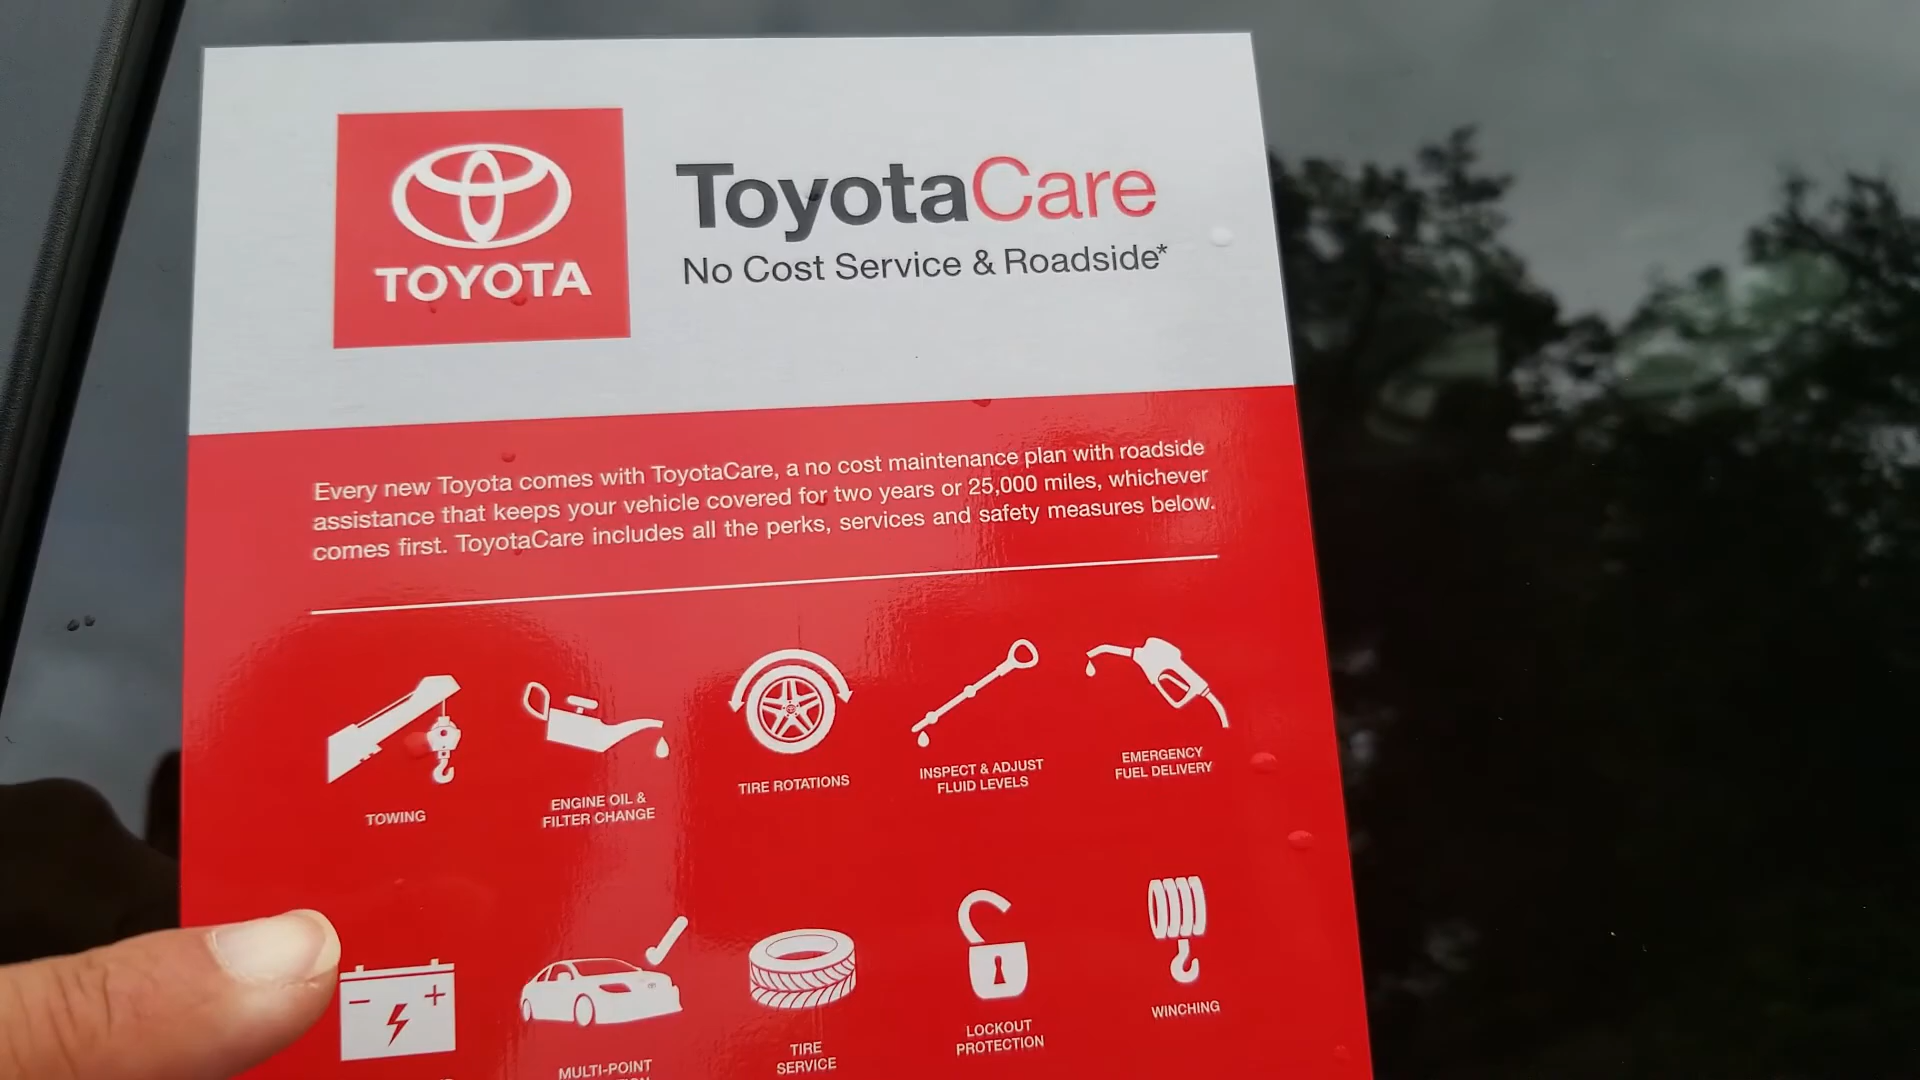 TOYOTA
ToyotaCare
No Cost Service & Roadside*
Every new Toyota comes with ToyotaCare, a no cost maintenance plan with roadside
assistance that keeps your vehicle covered for two years or 25,000 miles, whichever
comes first. ToyotaCare includes all the perks, services and safety measures below.
TOWING
ENGINE OIL &
FILTER CHANGE
TIRE ROTATIONS
INSPECT & ADJUST
FLUID LEVELS
EMERGENCY
FUEL DELIVERY
MULTI-POINT
TIRE
SERVICE
LOCKOUT
PROTECTION
WINCHING